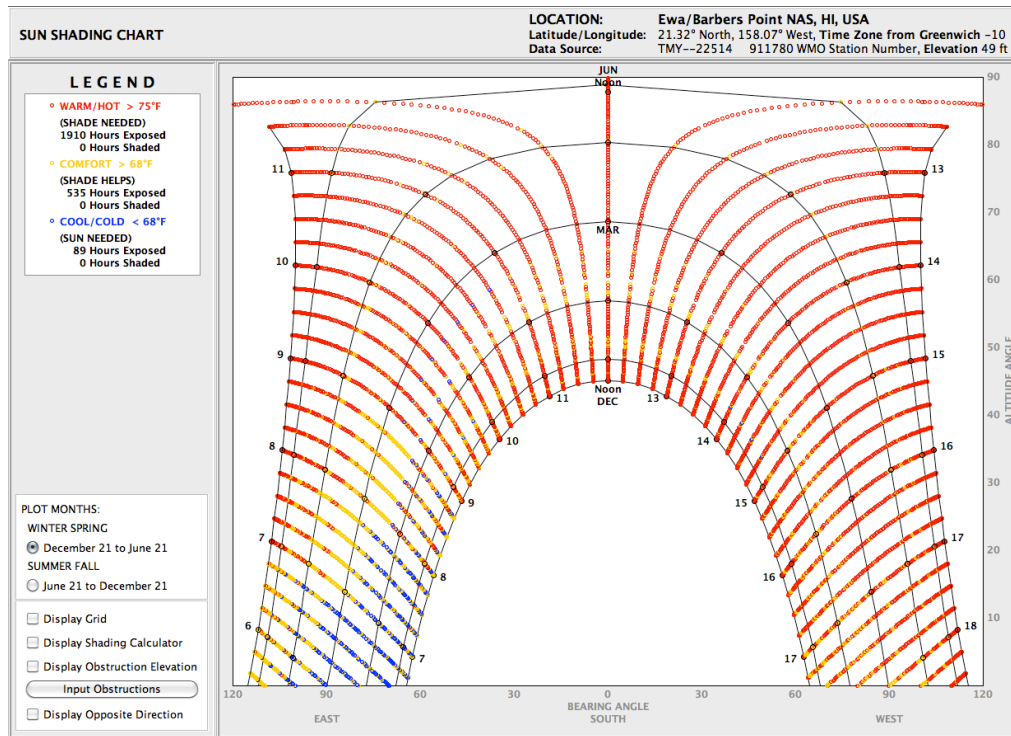 SUN SHADING CHART
LOCATION: Ewa/Barbers Point NAS, HI, USA
Latitude/Longitude: 21.32° North, 158.07° West, Time Zone from Greenwich -10
Data Source: TMY--22514 911780 WMO Station Number, Elevation 49 ft
LEGEND
WARM/HOT > 75°F
(SHADE NEEDED)
1910 Hours Exposed
0 Hours Shaded
COMFORT > 68°F
(SHADE HELPS)
535 Hours Exposed
0 Hours Shaded
COOL/COLD < 68°F
(SUN NEEDED)
89 Hours Exposed
0 Hours Shaded
PLOT MONTHS:
WINTER SPRING
December 21 to June 21
SUMMER FALL
June 21 to December 21
Display Grid
Display Shading Calculator
Display Obstruction Elevation
Input Obstructions
Display Opposite Direction
JUN
Noon
MAR
Noon
DEC
11
10
9
8
7
6
13
14
15
16
17
18
11
10
9
8
7
13
14
15
16
17
90
80
70
60
50
40
30
20
10
ALTITUDE ANGLE
120 90 60 30 0 30 60 90 120
BEARING ANGLE
EAST SOUTH WEST